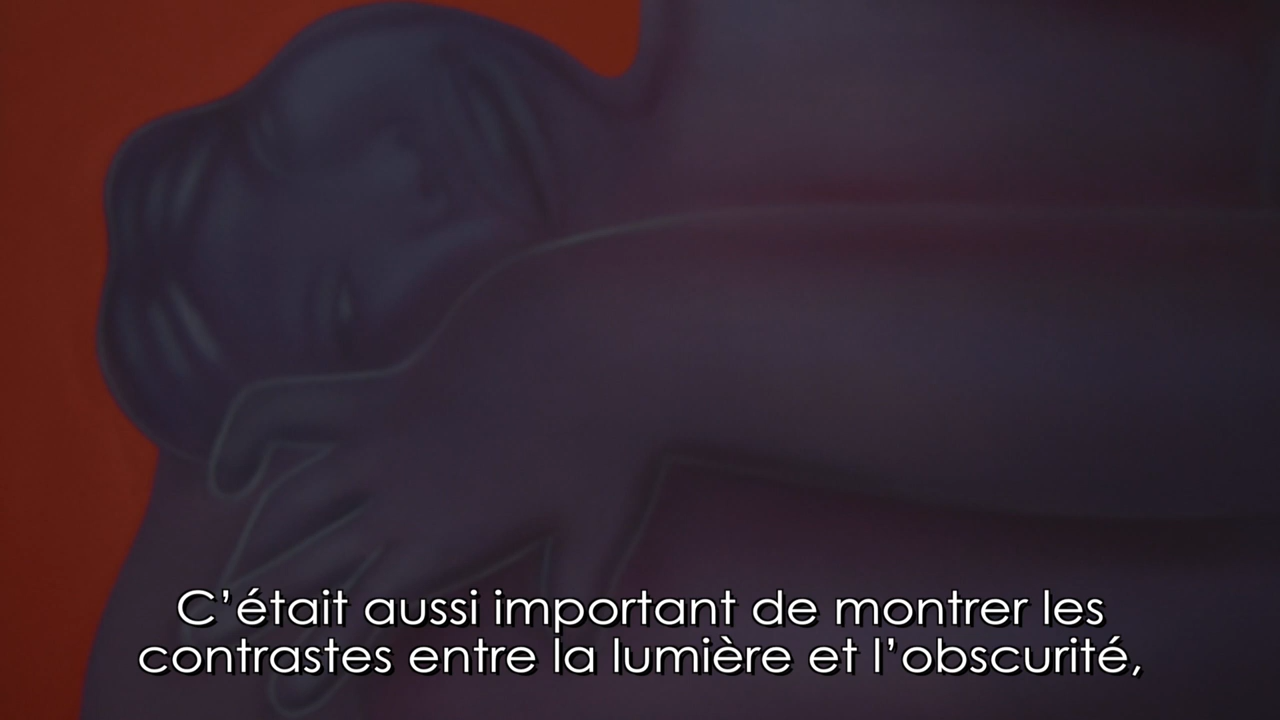 C’était aussi important de montrer les
contrastes entre la lumière et l’obscurité,